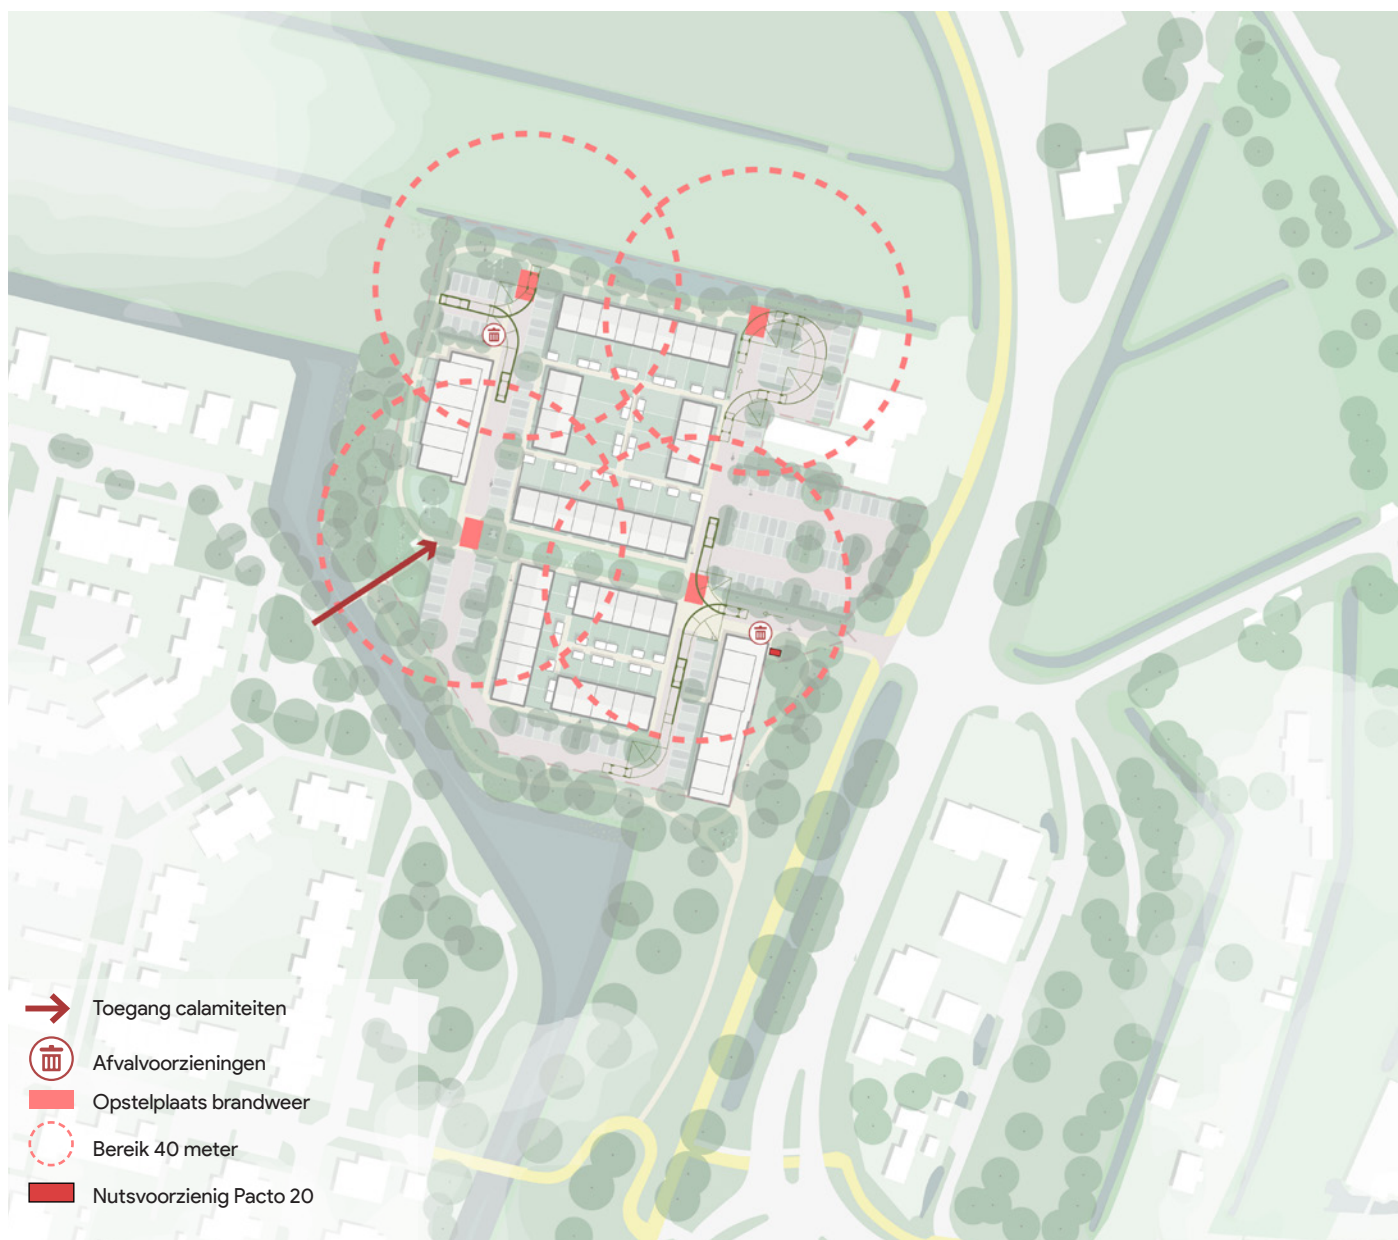 Toegang calamiteiten
Afvalvoorzieningen
Opstelplaats brandweer
Bereik 40 meter
Nutsvoorzienig Pacto 20